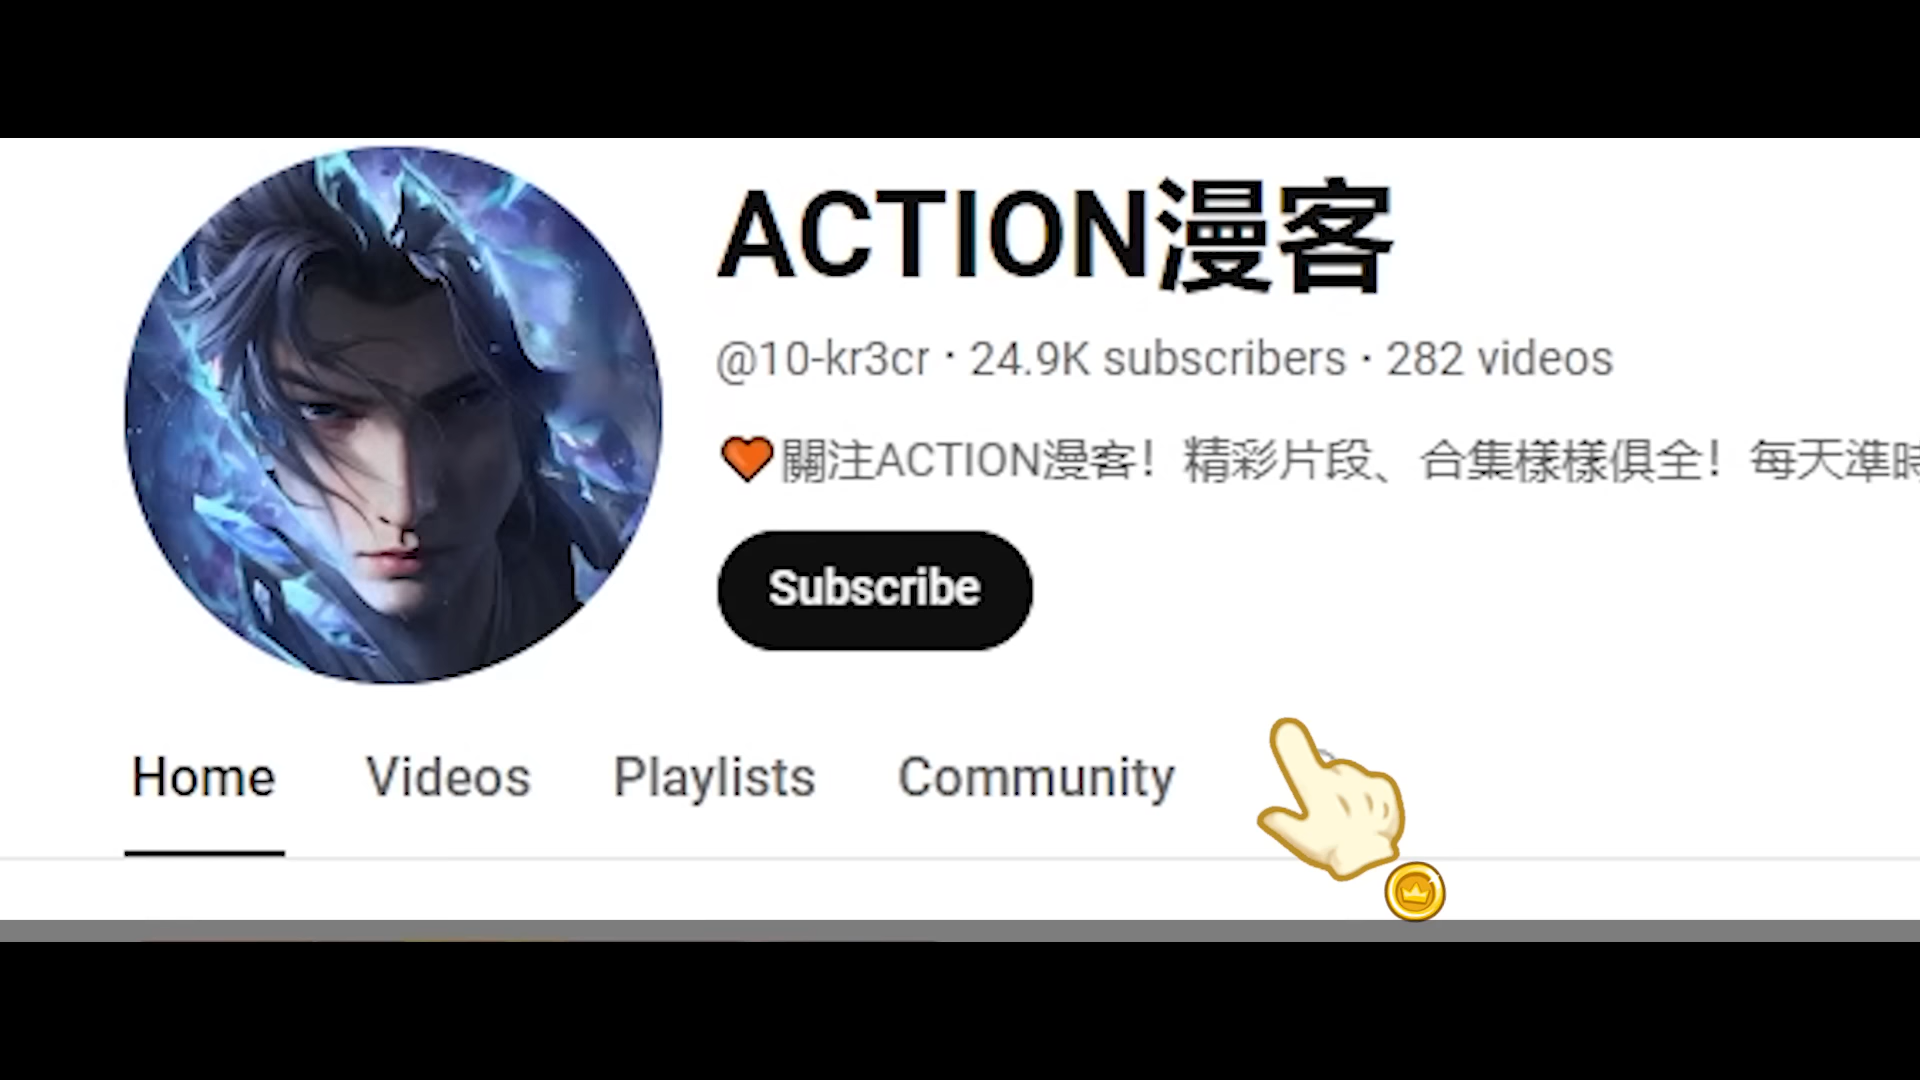 ACTION漫客
@10-kr3cr · 24.9K subscribers · 282 videos
🧡關注ACTION漫客！精彩片段、合集樣樣俱全！每天準時
Subscribe
Home Videos Playlists Community